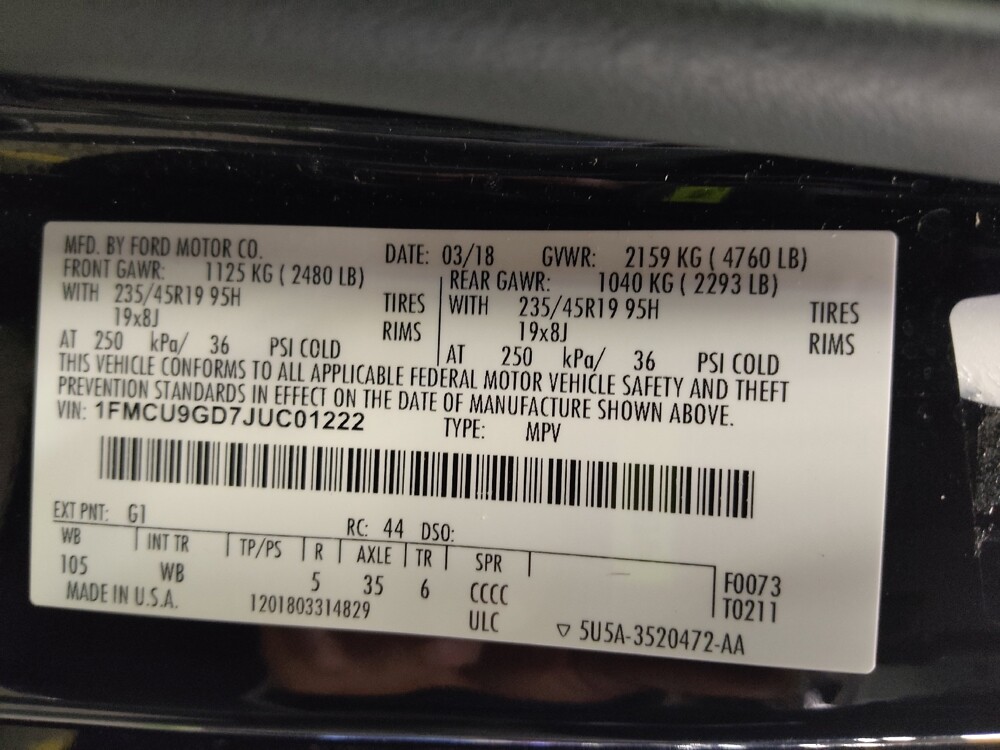 MFD. BY FORD MOTOR CO. DATE: 03/18 GVWR: 2159 KG ( 4760 LB)
FRONT GAWR: 1125 KG ( 2480 LB) REAR GAWR: 1040 KG ( 2293 LB)
WITH 235/45R19 95H TIRES WITH 235/45R19 95H TIRES
19x8J RIMS 19x8J RIMS
AT 250 kPa/ 36 PSI COLD AT 250 kPa/ 36 PSI COLD
THIS VEHICLE CONFORMS TO ALL APPLICABLE FEDERAL MOTOR VEHICLE SAFETY AND THEFT
PREVENTION STANDARDS IN EFFECT ON THE DATE OF MANUFACTURE SHOWN ABOVE.
VIN: 1FMCU9GD7JUC01222 TYPE: MPV
EXT PNT: G1 RC: 44 DSO:
WB INT TR TP/PS R AXLE TR SPR
105 WB 5 35 6 CCCC F0073
MADE IN U.S.A. 1201803314829 ULC T0211
▽ 5U5A-3520472-AA